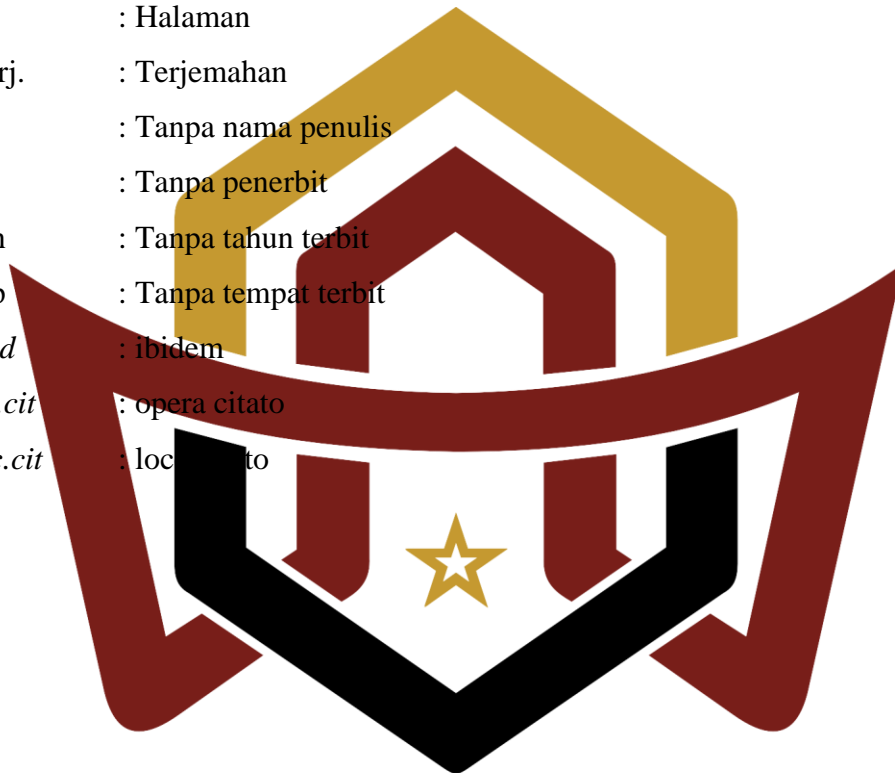 : Halaman
rj. : Terjemahan
: Tanpa nama penulis
: Tanpa penerbit
: Tanpa tahun terbit
: Tanpa tempat terbit
d : ibidem
.cit : opera citato
.cit : loc to